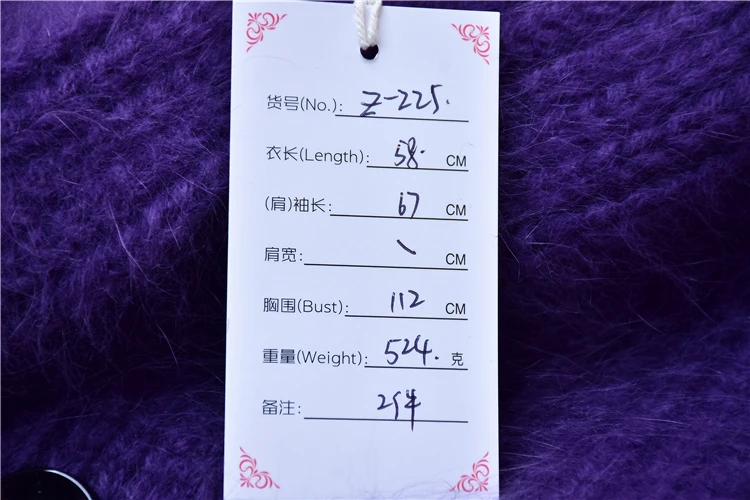 货号(No.): Z-225.
衣长(Length): 58. CM
(肩)袖长: 67 CM
肩宽: \ CM
胸围(Bust): 112 CM
重量(Weight): 524. 克
备注: